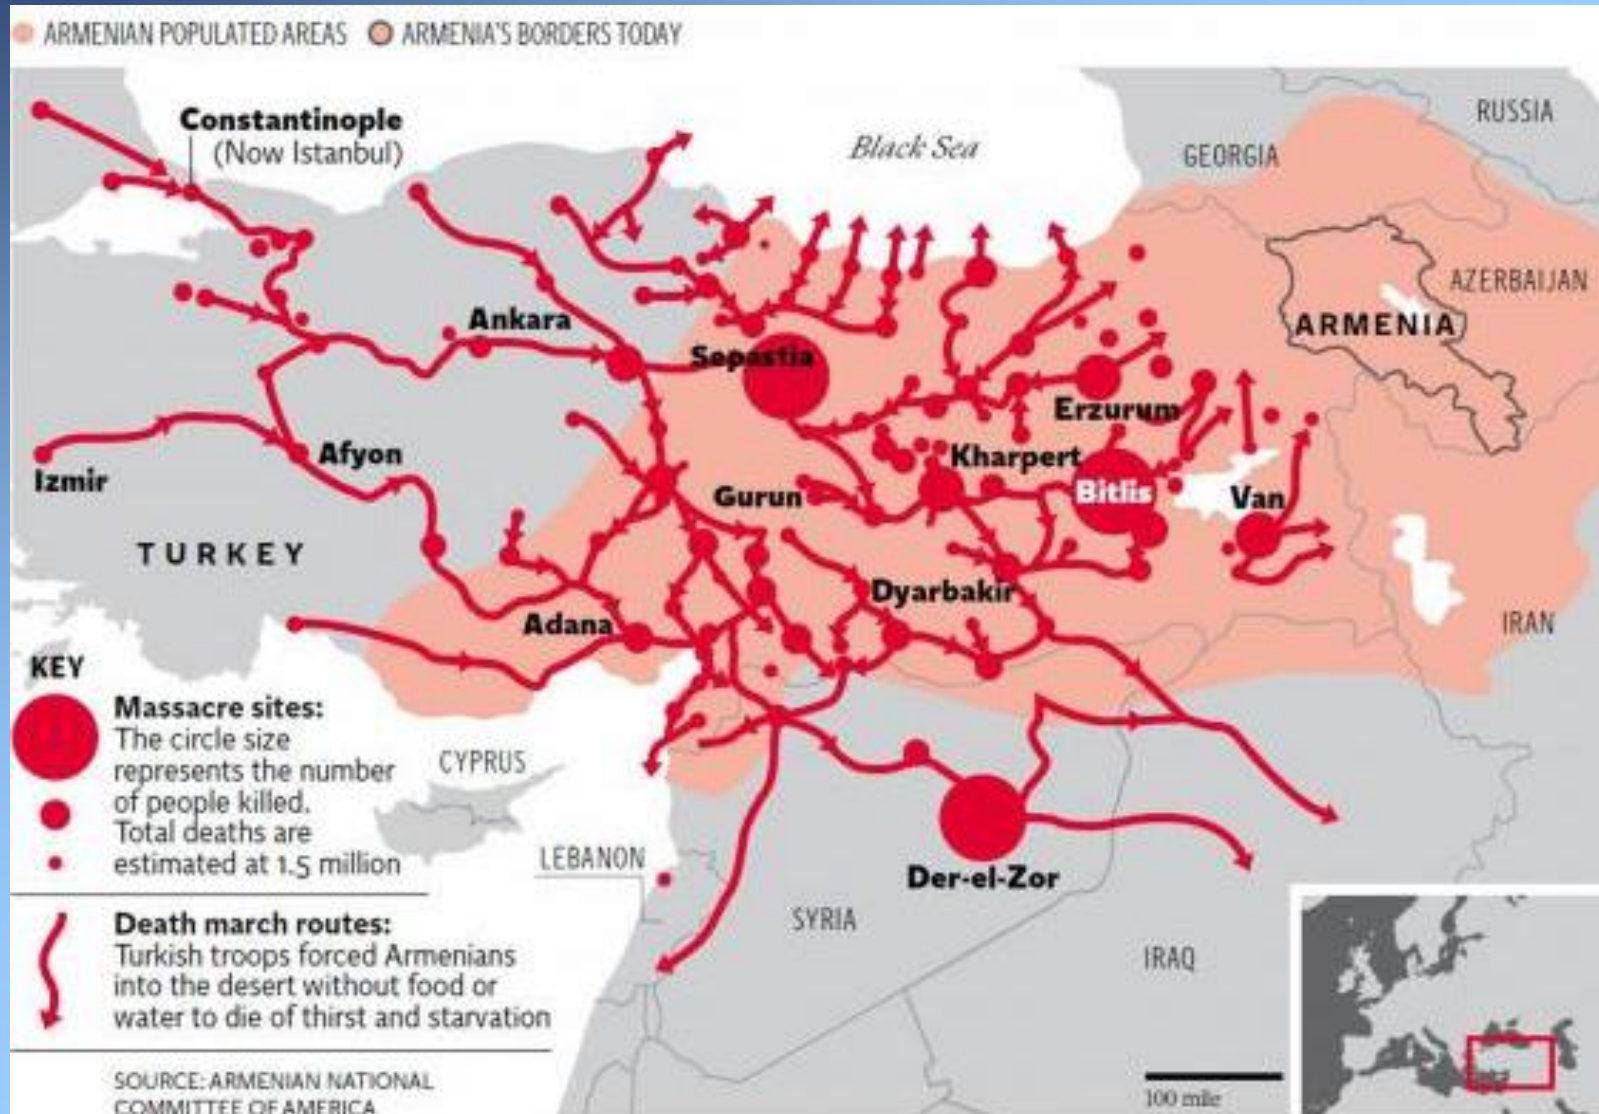 ARMENIAN POPULATED AREAS
ARMENIA'S BORDERS TODAY
Constantinople
(Now Istanbul)
Black Sea
RUSSIA
GEORGIA
AZERBAIJAN
ARMENIA
Ankara
Sepastia
Erzurum
Afyon
Izmir
Kharpert
Bitlis
Gurun
Van
TURKEY
Dyarbakir
Adana
IRAN
KEY
Massacre sites:
The circle size
represents the number
of people killed.
Total deaths are
estimated at 1.5 million
CYPRUS
LEBANON
Der-el-Zor
SYRIA
IRAQ
Death march routes:
Turkish troops forced Armenians
into the desert without food or
water to die of thirst and starvation
SOURCE: ARMENIAN NATIONAL
COMMITTEE OF AMERICA
100 mile